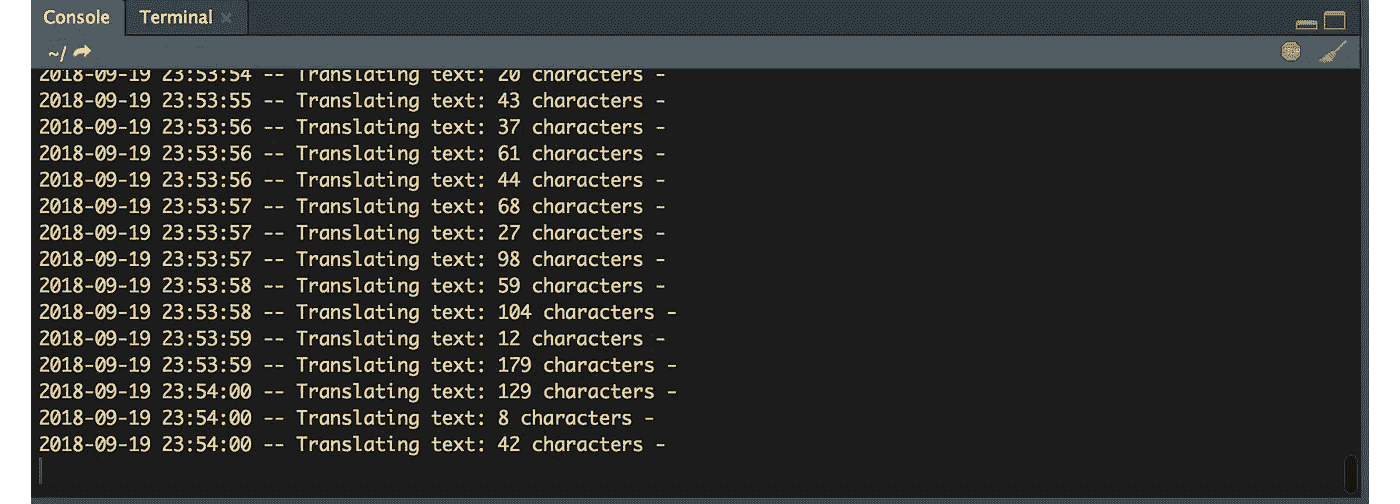 Console Terminal ×
~/
2018-09-19 23:53:54 -- Translating text: 20 characters -
2018-09-19 23:53:55 -- Translating text: 43 characters -
2018-09-19 23:53:56 -- Translating text: 37 characters -
2018-09-19 23:53:56 -- Translating text: 61 characters -
2018-09-19 23:53:56 -- Translating text: 44 characters -
2018-09-19 23:53:57 -- Translating text: 68 characters -
2018-09-19 23:53:57 -- Translating text: 27 characters -
2018-09-19 23:53:57 -- Translating text: 98 characters -
2018-09-19 23:53:58 -- Translating text: 59 characters -
2018-09-19 23:53:58 -- Translating text: 104 characters -
2018-09-19 23:53:59 -- Translating text: 12 characters -
2018-09-19 23:53:59 -- Translating text: 179 characters -
2018-09-19 23:54:00 -- Translating text: 129 characters -
2018-09-19 23:54:00 -- Translating text: 8 characters -
2018-09-19 23:54:00 -- Translating text: 42 characters -